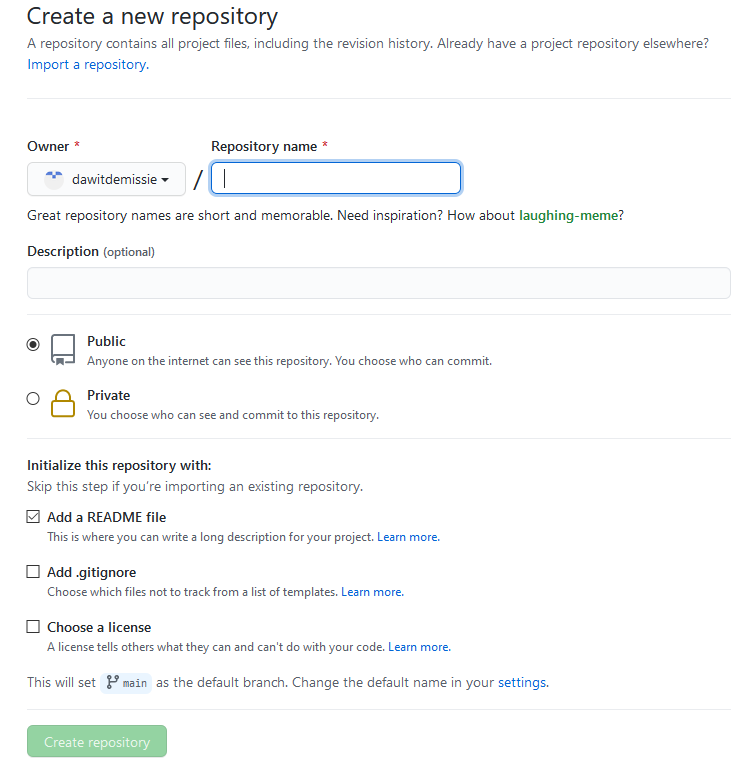 Create a new repository
A repository contains all project files, including the revision history. Already have a project repository elsewhere?
Import a repository.
Owner * Repository name *
dawitdemissie /
Great repository names are short and memorable. Need inspiration? How about laughing-meme?
Description (optional)
Public
Anyone on the internet can see this repository. You choose who can commit.
Private
You choose who can see and commit to this repository.
Initialize this repository with:
Skip this step if you’re importing an existing repository.
Add a README file
This is where you can write a long description for your project. Learn more.
Add .gitignore
Choose which files not to track from a list of templates. Learn more.
Choose a license
A license tells others what they can and can't do with your code. Learn more.
This will set main as the default branch. Change the default name in your settings.
Create repository